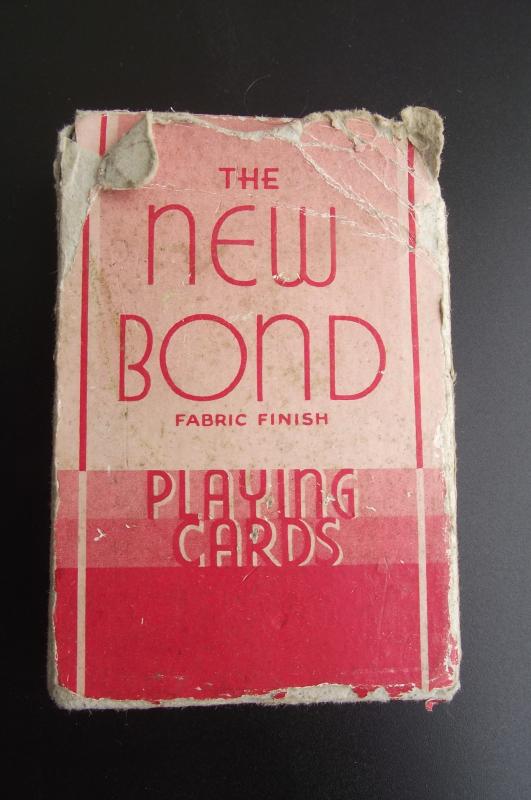 THE
new
BOND
FABRIC FINISH
PLAYING
CARDS